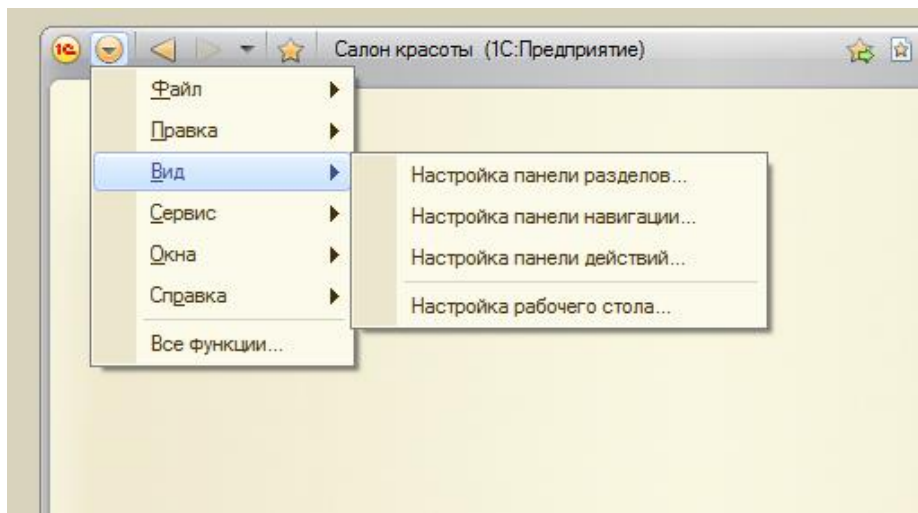 1С Салон красоты (1С:Предприятие)
Файл
Правка
Вид
Сервис
Окна
Справка
Все функции...
Настройка панели разделов...
Настройка панели навигации...
Настройка панели действий...
Настройка рабочего стола...